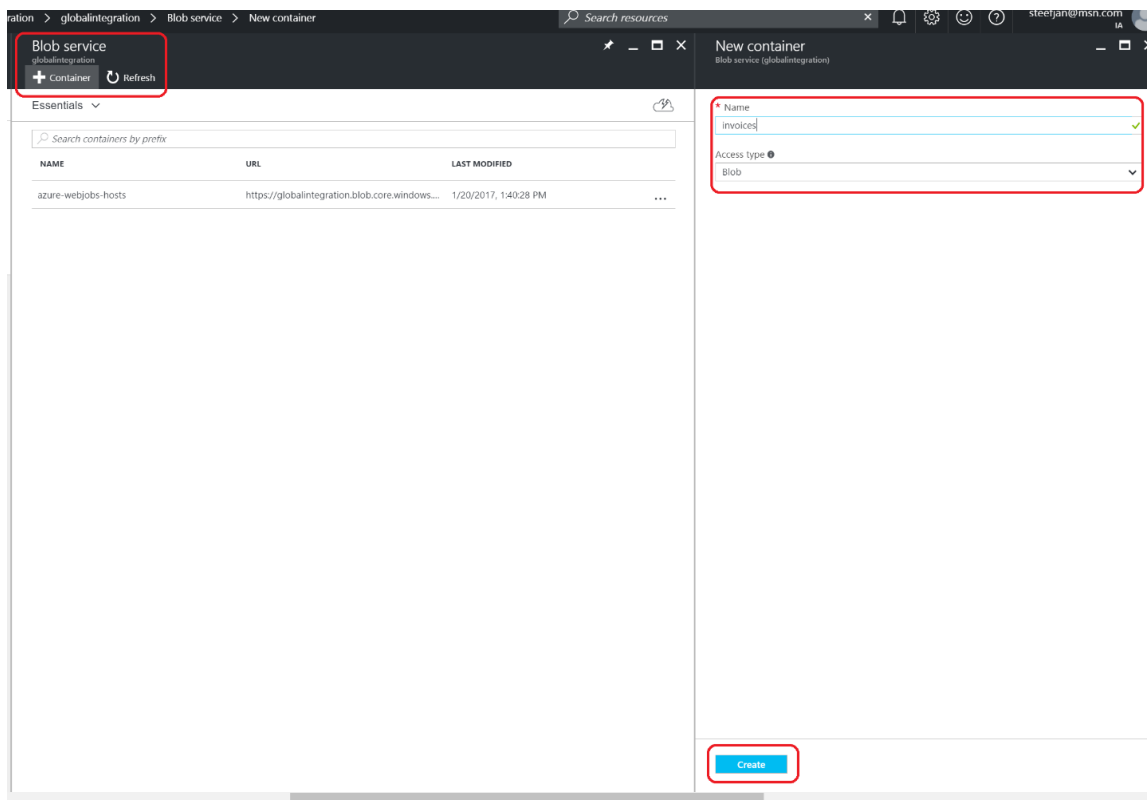 ration > globalintegration > Blob service > New container
Search resources
steefjan@msn.com
IA
Blob service
globalintegration
Container Refresh
Essentials
Search containers by prefix
NAME URL LAST MODIFIED
azure-webjobs-hosts https://globalintegration.blob.core.windows.... 1/20/2017, 1:40:28 PM ...
New container
Blob service (globalintegration)
* Name
invoices
Access type
Blob
Create